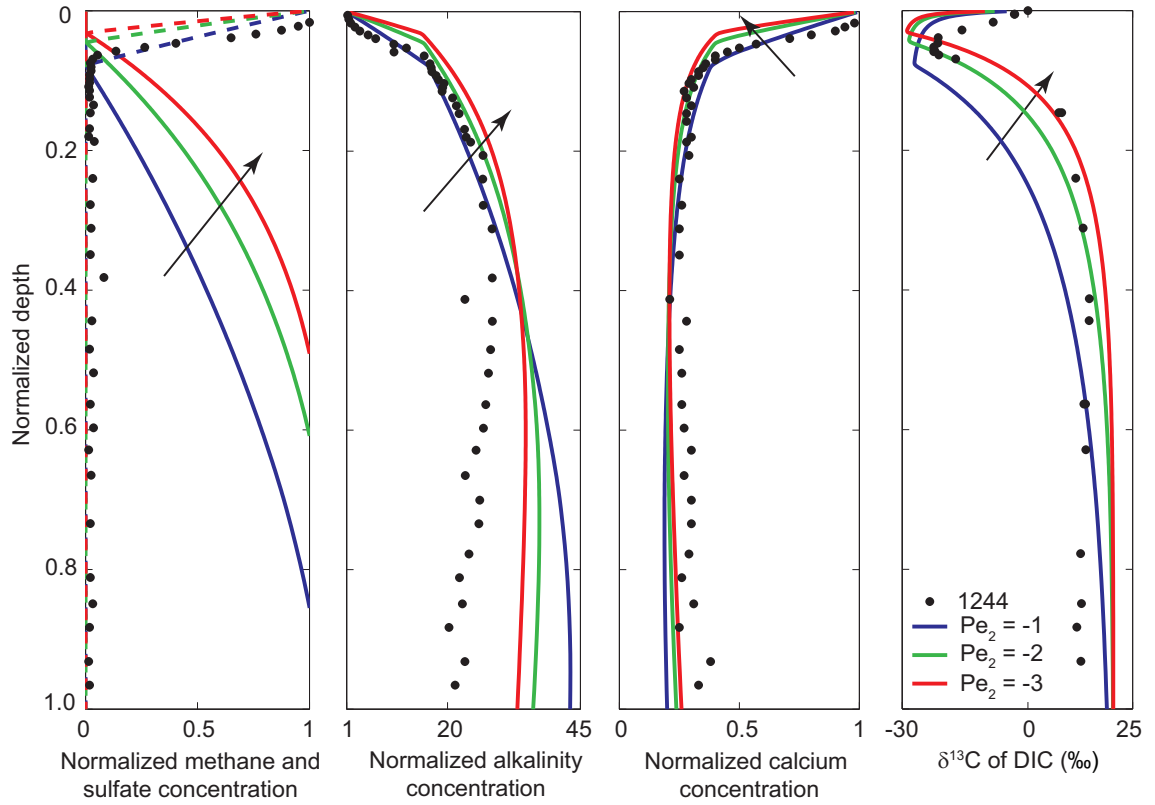 0
0.2
0.4
0.6
0.8
1.0
Normalized depth
0 0.5 1
Normalized methane and
sulfate concentration
1 20 45
Normalized alkalinity
concentration
0 0.5 1
Normalized calcium
concentration
1244
Pe₂ = -1
Pe₂ = -2
Pe₂ = -3
-30 0 25
δ¹³C of DIC (‰)